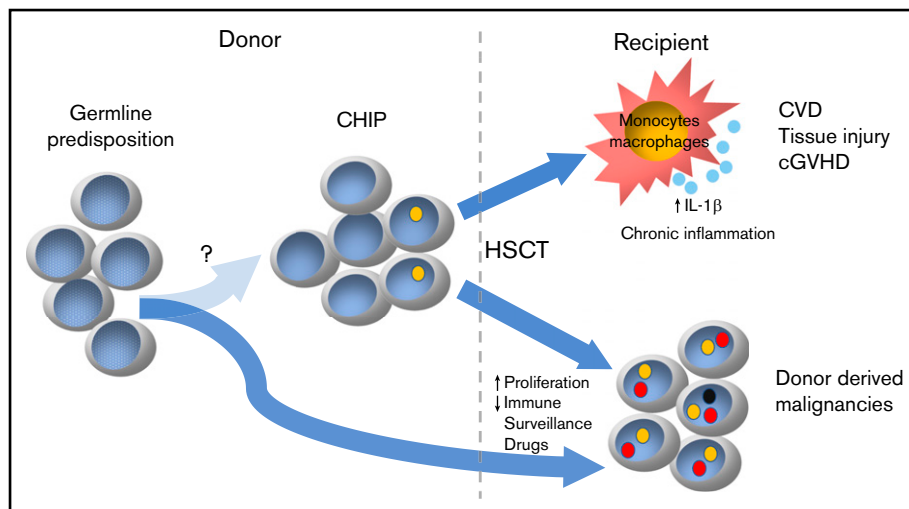 Donor
Recipient
Germline
predisposition
CHIP
?
Monocytes
macrophages
CVD
Tissue injury
cGVHD
↑ IL-1β
Chronic inflammation
HSCT
↑ Proliferation
↓ Immune
Surveillance
Drugs
Donor derived
malignancies